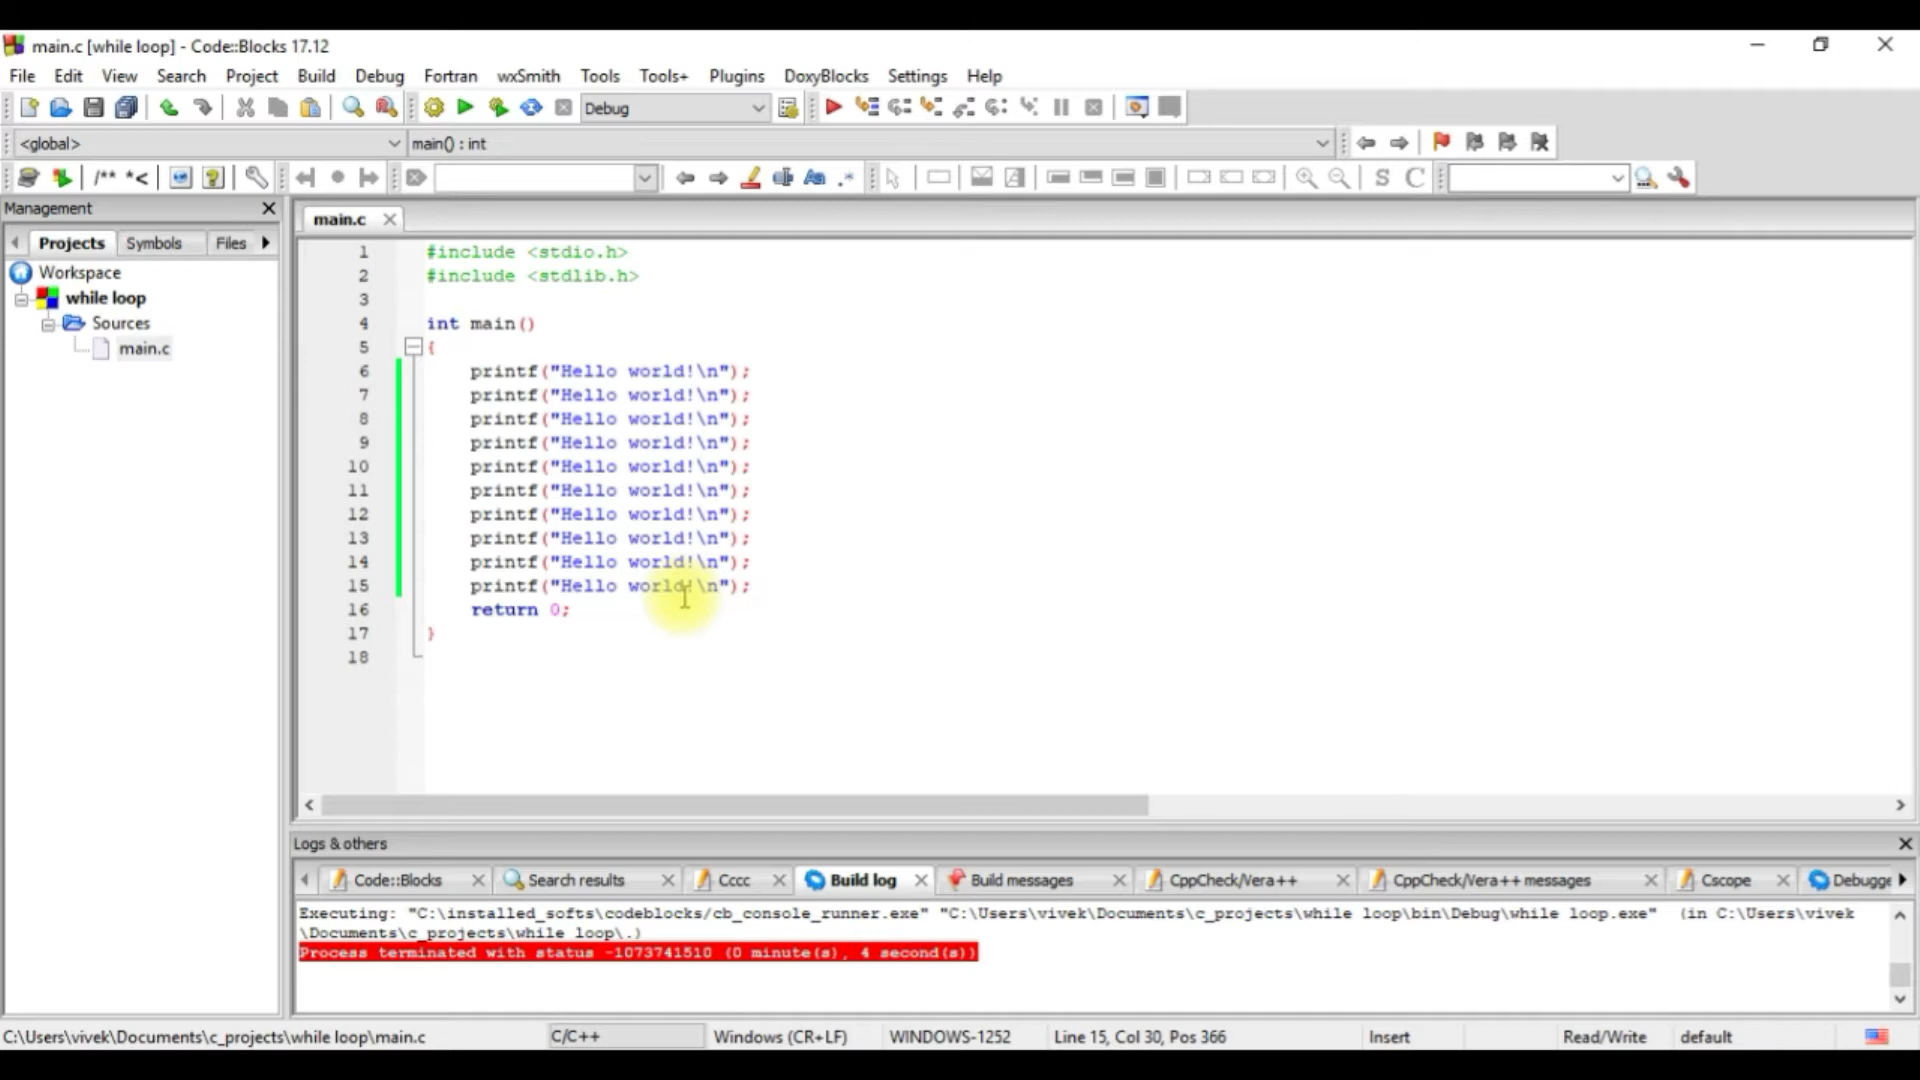 main.c [while loop] - Code::Blocks 17.12
File Edit View Search Project Build Debug Fortran wxSmith Tools Tools+ Plugins DoxyBlocks Settings Help
Debug
<global> main() : int
/** *< Aa .* S C
Management
main.c
Projects Symbols Files
Workspace
while loop
Sources
main.c
1 #include <stdio.h>
2 #include <stdlib.h>
3
4 int main()
5 {
6 printf("Hello world!\n");
7 printf("Hello world!\n");
8 printf("Hello world!\n");
9 printf("Hello world!\n");
10 printf("Hello world!\n");
11 printf("Hello world!\n");
12 printf("Hello world!\n");
13 printf("Hello world!\n");
14 printf("Hello world!\n");
15 printf("Hello world!\n");
16 return 0;
17 }
18
Logs & others
Code::Blocks Search results Cccc Build log Build messages CppCheck/Vera++ CppCheck/Vera++ messages Cscope Debugge
Executing: "C:\installed_softs\codeblocks/cb_console_runner.exe" "C:\Users\vivek\Documents\c_projects\while loop\bin\Debug\while loop.exe" (in C:\Users\vivek
\Documents\c_projects\while loop\.)
Process terminated with status -1073741510 (0 minute(s), 4 second(s))
C:\Users\vivek\Documents\c_projects\while loop\main.c C/C++ Windows (CR+LF) WINDOWS-1252 Line 15, Col 30, Pos 366 Insert Read/Write default